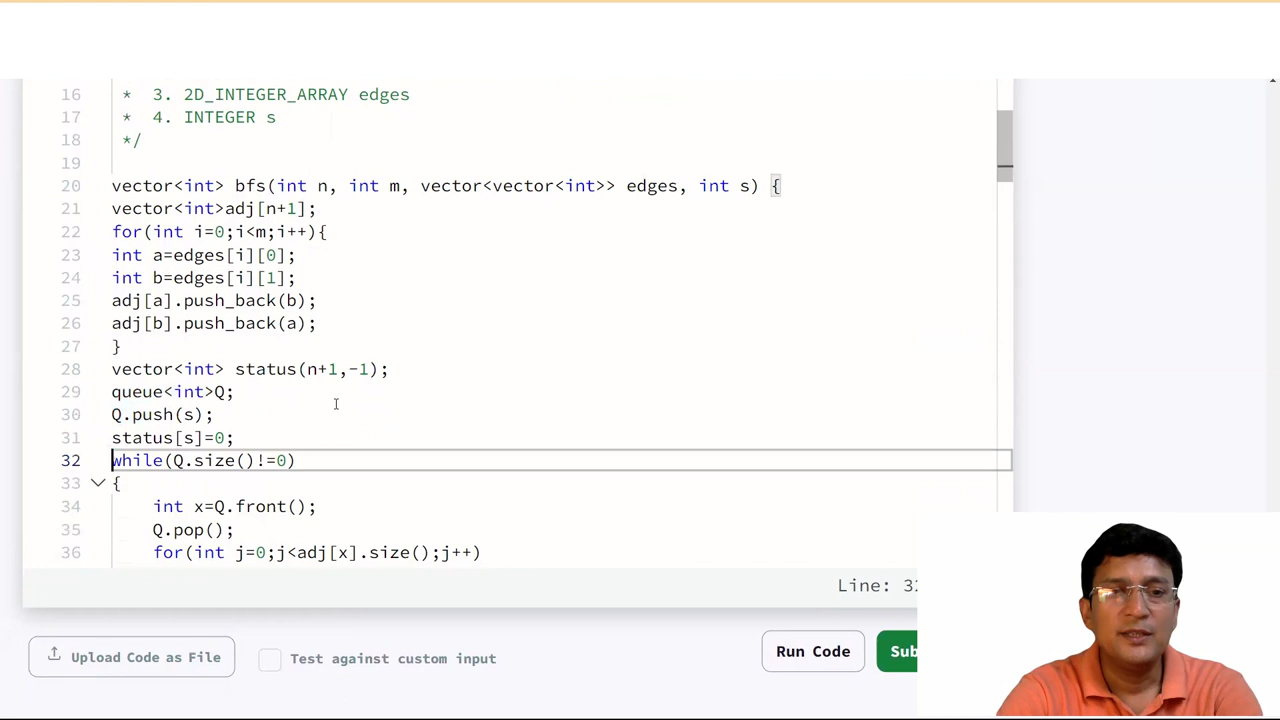 16 * 3. 2D_INTEGER_ARRAY edges
17 * 4. INTEGER s
18 */
19
20 vector<int> bfs(int n, int m, vector<vector<int>> edges, int s) {
21 vector<int>adj[n+1];
22 for(int i=0;i<m;i++){
23 int a=edges[i][0];
24 int b=edges[i][1];
25 adj[a].push_back(b);
26 adj[b].push_back(a);
27 }
28 vector<int> status(n+1,-1);
29 queue<int>Q;
30 Q.push(s);
31 status[s]=0;
32 while(Q.size()!=0)
33 {
34 int x=Q.front();
35 Q.pop();
36 for(int j=0;j<adj[x].size();j++)
Line: 32
Upload Code as File
Test against custom input
Run Code
Sub